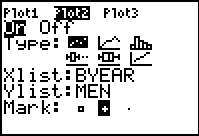 Plot1 Plot2 Plot3
On Off
Type:
Xlist:BYEAR
Ylist:MEN
Mark: